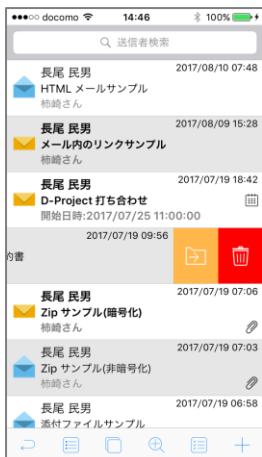 docomo 14:46 100%
送信者検索
長尾 民男 2017/08/10 07:48
HTML メールサンプル
柿崎さん
長尾 民男 2017/08/09 15:28
メール内のリンクサンプル
柿崎さん
長尾 民男 2017/07/19 18:42
D-Project 打ち合わせ
開始日時:2017/07/25 11:00:00
2017/07/19 09:56
約書
長尾 民男 2017/07/19 07:06
Zip サンプル(暗号化)
柿崎さん
長尾 民男 2017/07/19 07:03
Zip サンプル(非暗号化)
柿崎さん
長尾 民男 2017/07/19 06:58
添付ファイルサンプル